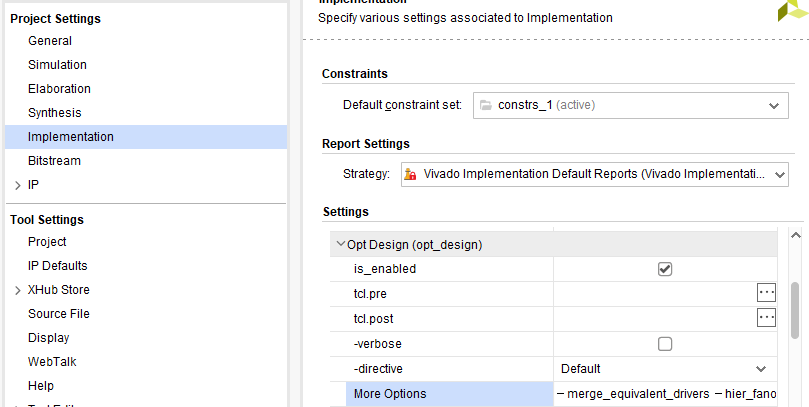 Implementation
Specify various settings associated to Implementation
Project Settings
General
Simulation
Elaboration
Synthesis
Implementation
Bitstream
IP
Tool Settings
Project
IP Defaults
XHub Store
Source File
Display
WebTalk
Help
Constraints
Default constraint set: constrs_1 (active)
Report Settings
Strategy: Vivado Implementation Default Reports (Vivado Implementati...
Settings
Opt Design (opt_design)
is_enabled
tcl.pre ...
tcl.post ...
-verbose
-directive Default
More Options – merge_equivalent_drivers – hier_fano